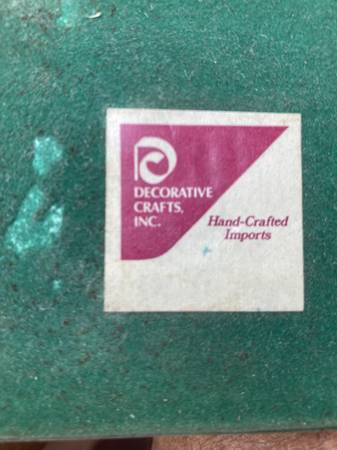 DECORATIVE
CRAFTS,
INC.
Hand-Crafted
Imports